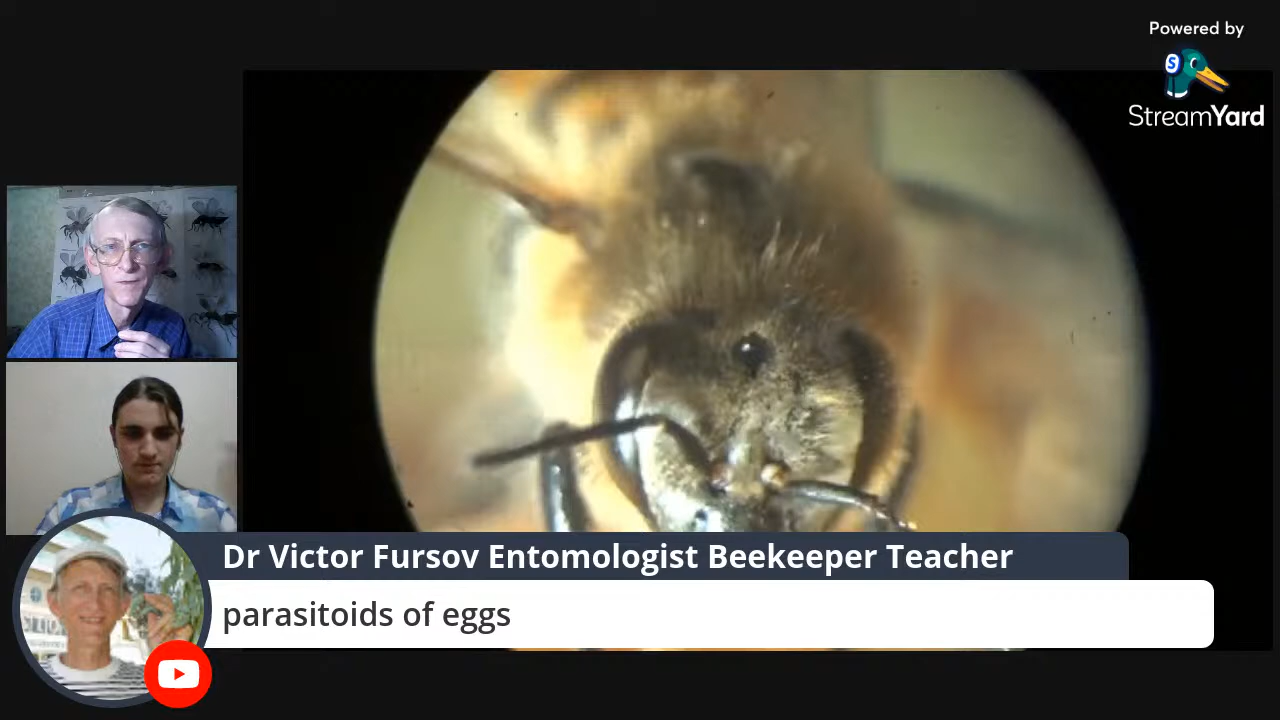 Powered by
StreamYard
Dr Victor Fursov Entomologist Beekeeper Teacher
parasitoids of eggs